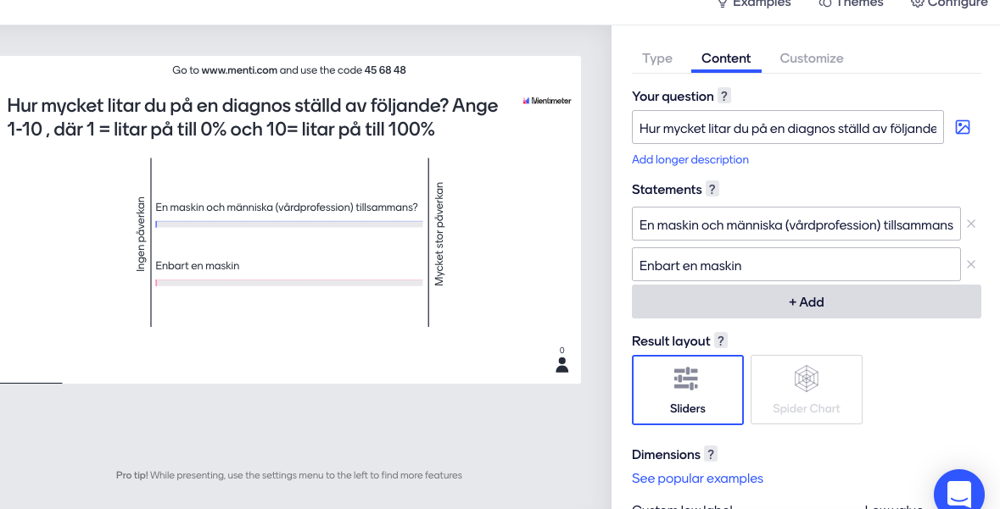 Examples
Themes
Configure
Go to www.menti.com and use the code 45 68 48
Hur mycket litar du på en diagnos ställd av följande? Ange
1-10 , där 1 = litar på till 0% och 10= litar på till 100%
Mentimeter
Ingen påverkan
En maskin och människa (vårdprofession) tillsammans?
Enbart en maskin
Mycket stor påverkan
0
Pro tip! While presenting, use the settings menu to the left to find more features
Type
Content
Customize
Your question ?
Hur mycket litar du på en diagnos ställd av följande
Add longer description
Statements ?
En maskin och människa (vårdprofession) tillsammans
Enbart en maskin
+ Add
Result layout ?
Sliders
Spider Chart
Dimensions ?
See popular examples
Custom low label
Low value